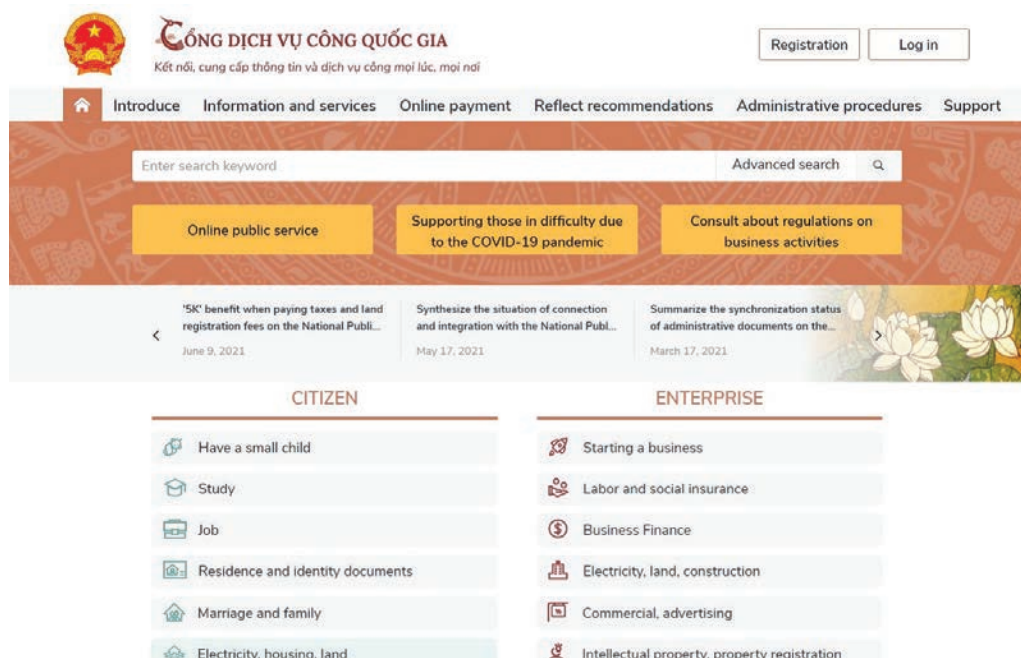 CỔNG DỊCH VỤ CÔNG QUỐC GIA
Kết nối, cung cấp thông tin và dịch vụ công mọi lúc, mọi nơi
Registration
Log in
Introduce
Information and services
Online payment
Reflect recommendations
Administrative procedures
Support
Enter search keyword
Advanced search
Online public service
Supporting those in difficulty due
to the COVID-19 pandemic
Consult about regulations on
business activities
'5K' benefit when paying taxes and land
registration fees on the National Publi...
June 9, 2021
Synthesize the situation of connection
and integration with the National Publ...
May 17, 2021
Summarize the synchronization status
of administrative documents on the...
March 17, 2021
CITIZEN
Have a small child
Study
Job
Residence and identity documents
Marriage and family
Electricity, housing, land
ENTERPRISE
Starting a business
Labor and social insurance
Business Finance
Electricity, land, construction
Commercial, advertising
Intellectual property, property registration